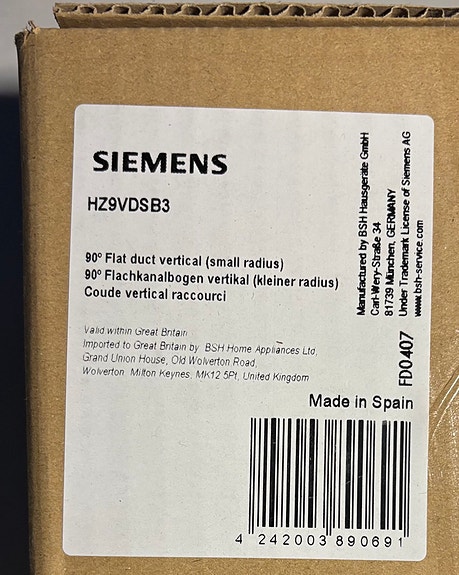 SIEMENS
HZ9VDSB3
90° Flat duct vertical (small radius)
90° Flachkanalbogen vertikal (kleiner radius)
Coude vertical raccourci
Valid within Great Britain
Imported to Great Britain by BSH Home Appliances Ltd,
Grand Union House, Old Wolverton Road,
Wolverton Milton Keynes, MK12 5Pt, United Kingdom
Manufactured by BSH Hausgeräte GmbH
Carl-Wery-Straße 34
81739 München, GERMANY
Under Trademark License of Siemens AG
www.bsh-service.com
FD0407
Made in Spain
4 242003 890691